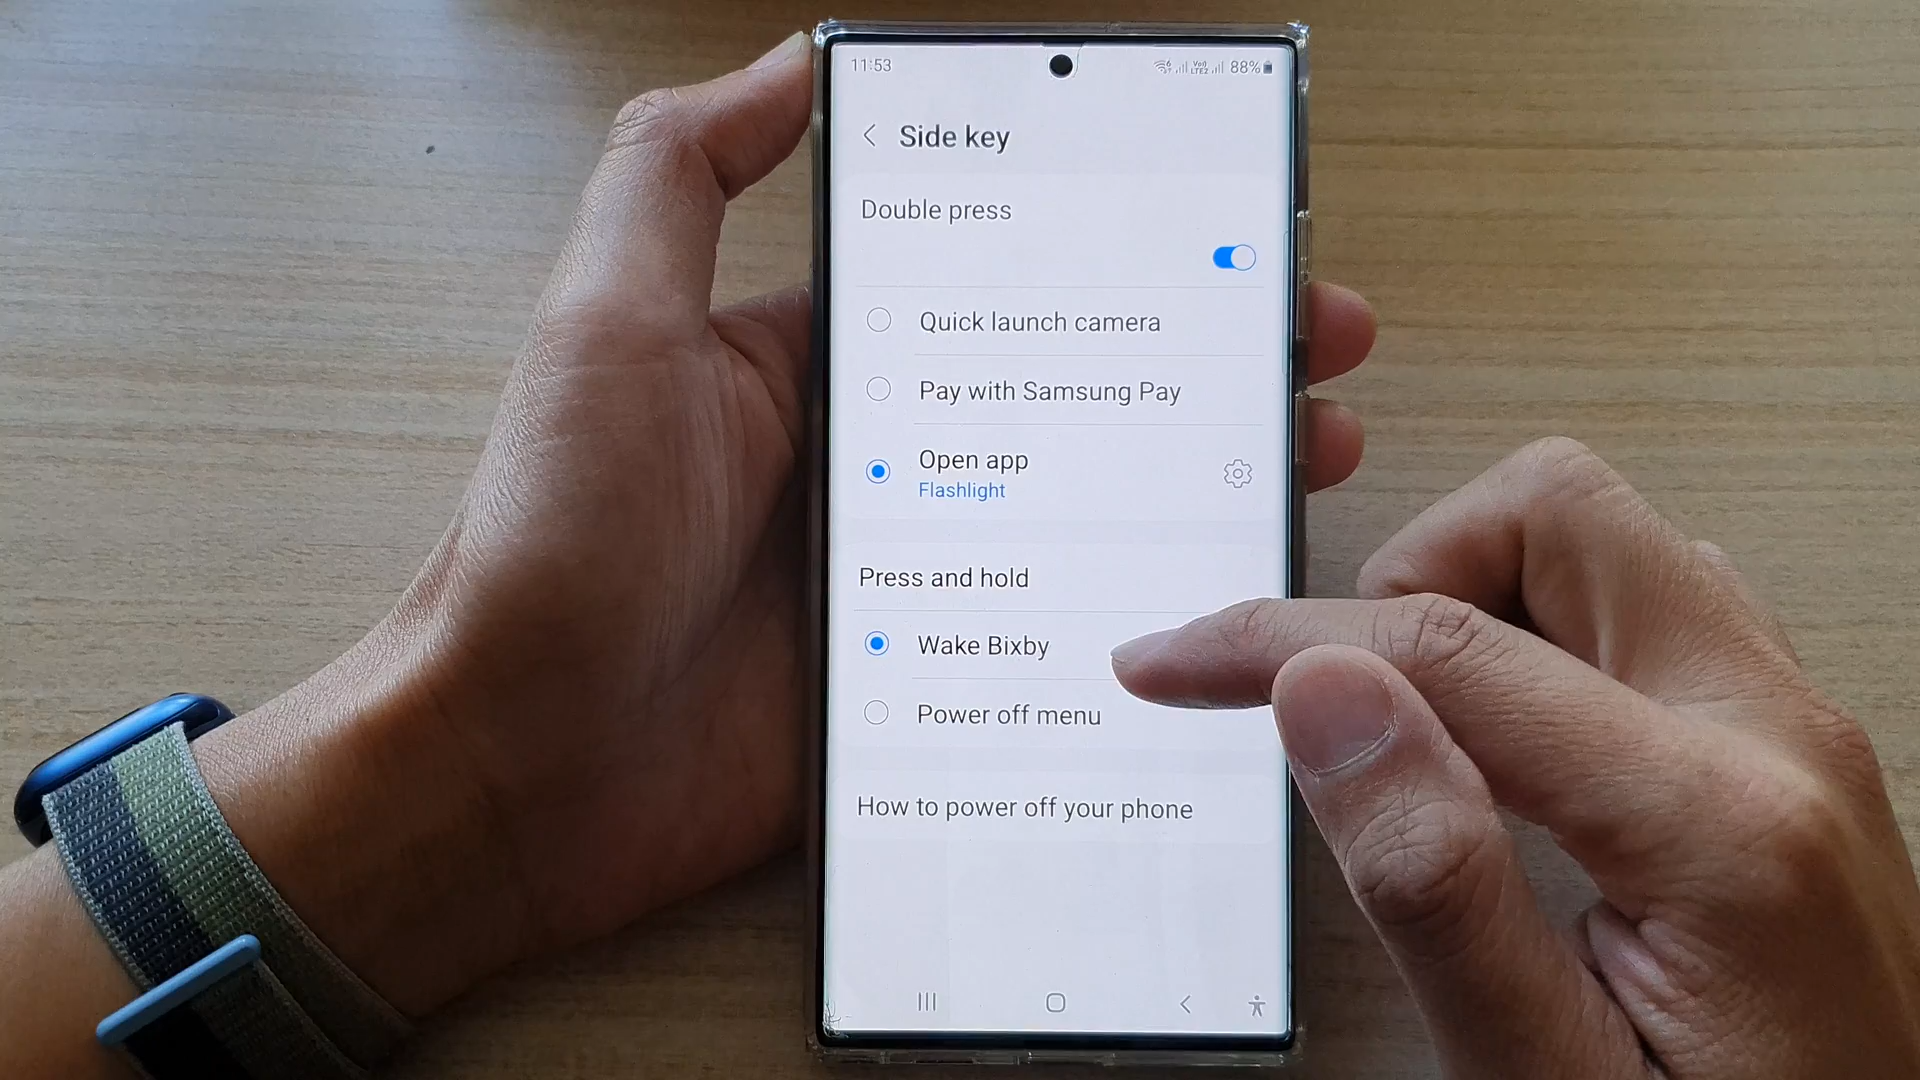 11:53
88%
Side key
Double press
Quick launch camera
Pay with Samsung Pay
Open app
Flashlight
Press and hold
Wake Bixby
Power off menu
How to power off your phone